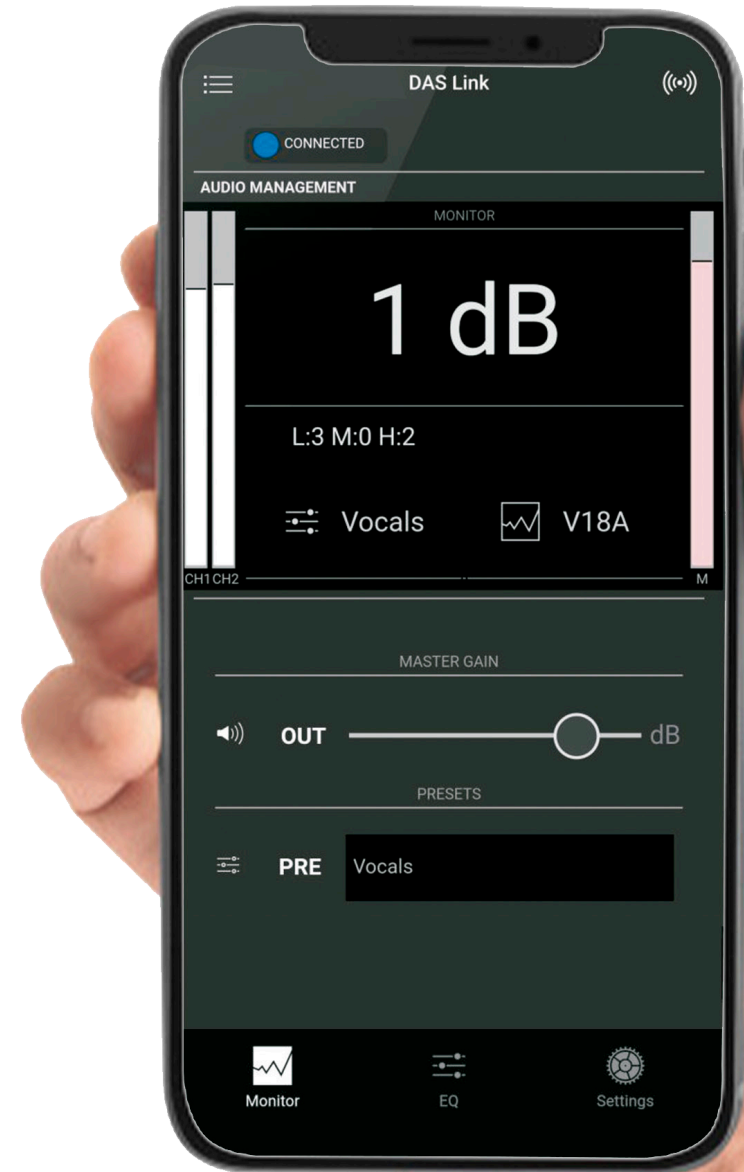 DAS Link
CONNECTED
AUDIO MANAGEMENT
MONITOR
1 dB
L:3 M:0 H:2
Vocals V18A
CH1 CH2 M
MASTER GAIN
OUT dB
PRESETS
PRE Vocals
Monitor EQ Settings